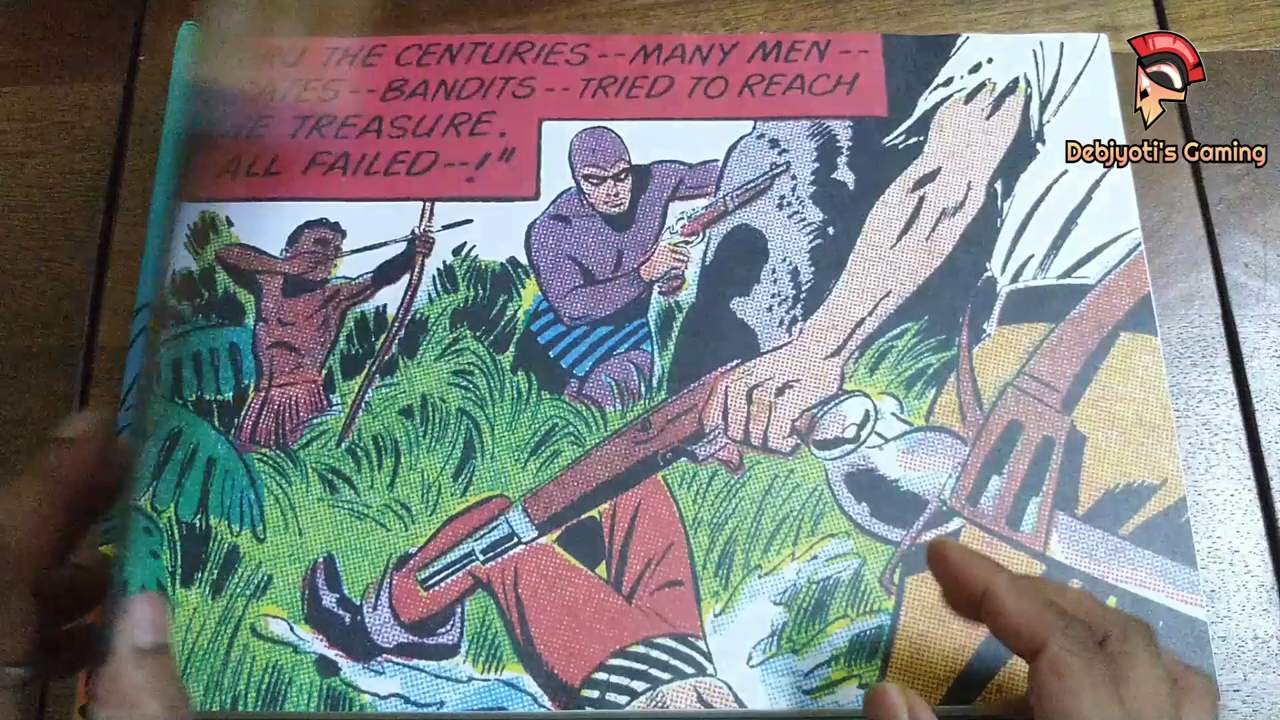 THE CENTURIES--MANY MEN--
--BANDITS--TRIED TO REACH
TREASURE.
ALL FAILED--!"
Debjyoti's Gaming